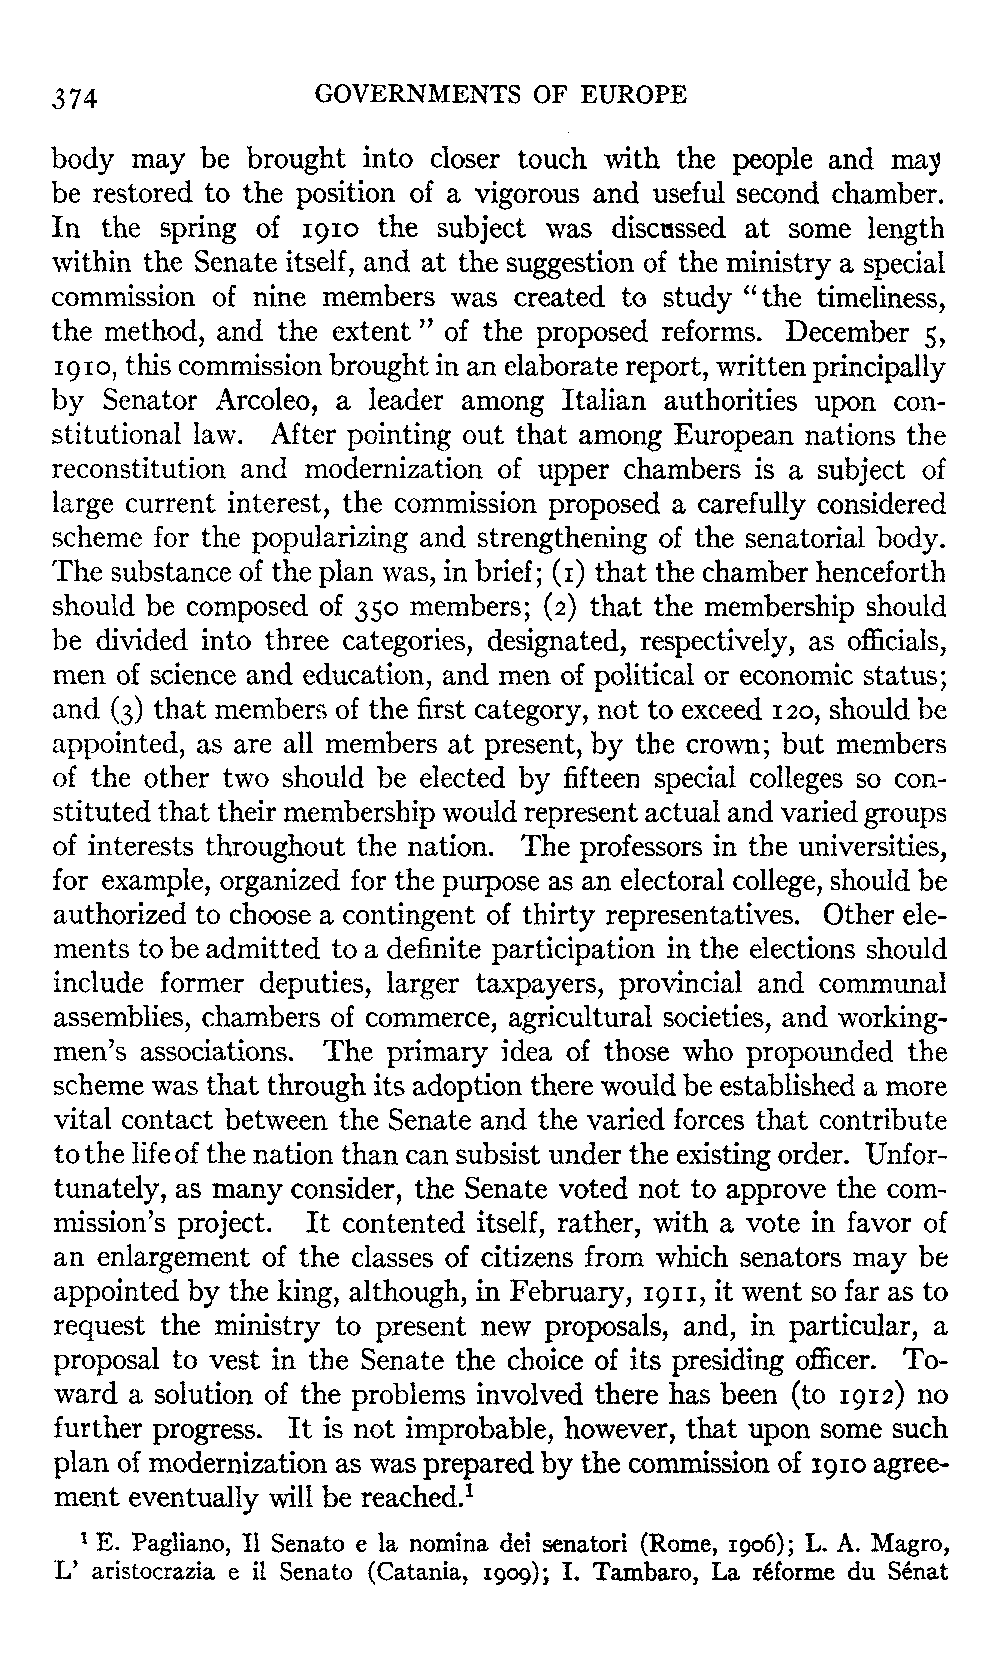 374 GOVERNMENTS OF EUROPE
body may be brought into closer touch with the people and may
be restored to the position of a vigorous and useful second chamber.
In the spring of 1910 the subject was discussed at some length
within the Senate itself, and at the suggestion of the ministry a special
commission of nine members was created to study "the timeliness,
the method, and the extent" of the proposed reforms. December 5,
1910, this commission brought in an elaborate report, written principally
by Senator Arcoleo, a leader among Italian authorities upon con-
stitutional law. After pointing out that among European nations the
reconstitution and modernization of upper chambers is a subject of
large current interest, the commission proposed a carefully considered
scheme for the popularizing and strengthening of the senatorial body.
The substance of the plan was, in brief; (1) that the chamber henceforth
should be composed of 350 members; (2) that the membership should
be divided into three categories, designated, respectively, as officials,
men of science and education, and men of political or economic status;
and (3) that members of the first category, not to exceed 120, should be
appointed, as are all members at present, by the crown; but members
of the other two should be elected by fifteen special colleges so con-
stituted that their membership would represent actual and varied groups
of interests throughout the nation. The professors in the universities,
for example, organized for the purpose as an electoral college, should be
authorized to choose a contingent of thirty representatives. Other ele-
ments to be admitted to a definite participation in the elections should
include former deputies, larger taxpayers, provincial and communal
assemblies, chambers of commerce, agricultural societies, and working-
men's associations. The primary idea of those who propounded the
scheme was that through its adoption there would be established a more
vital contact between the Senate and the varied forces that contribute
to the life of the nation than can subsist under the existing order. Unfor-
tunately, as many consider, the Senate voted not to approve the com-
mission's project. It contented itself, rather, with a vote in favor of
an enlargement of the classes of citizens from which senators may be
appointed by the king, although, in February, 1911, it went so far as to
request the ministry to present new proposals, and, in particular, a
proposal to vest in the Senate the choice of its presiding officer. To-
ward a solution of the problems involved there has been (to 1912) no
further progress. It is not improbable, however, that upon some such
plan of modernization as was prepared by the commission of 1910 agree-
ment eventually will be reached.¹
¹ E. Pagliano, Il Senato e la nomina dei senatori (Rome, 1906); L. A. Magro,
L' aristocrazia e il Senato (Catania, 1909); I. Tambaro, La réforme du Sénat